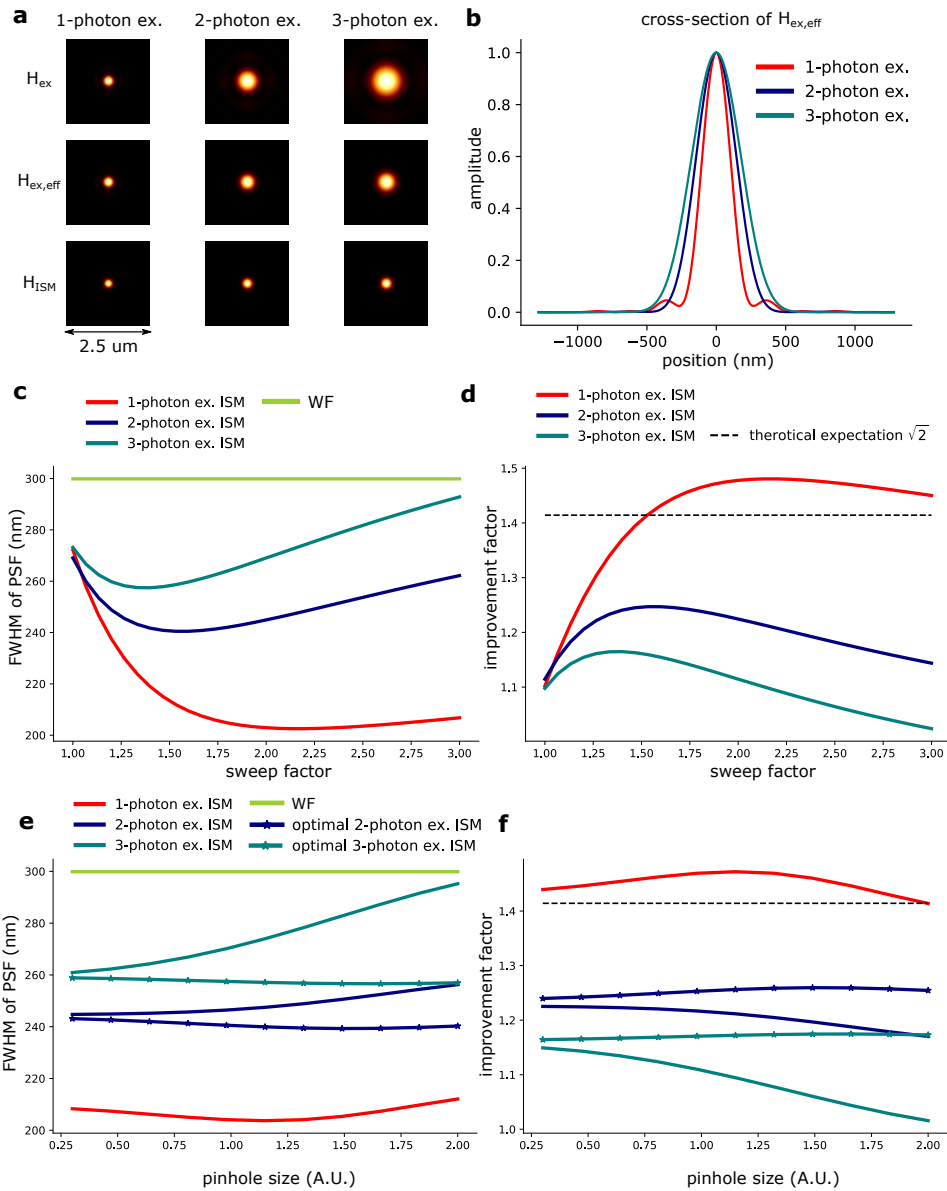 a
1-photon ex. 2-photon ex. 3-photon ex.
Hex
Hex,eff
HISM
2.5 um
b
cross-section of Hex,eff
1-photon ex.
2-photon ex.
3-photon ex.
amplitude
1.0
0.8
0.6
0.4
0.2
0.0
−1000 −500 0 500 1000
position (nm)
c
1-photon ex. ISM
2-photon ex. ISM
3-photon ex. ISM
WF
FWHM of PSF (nm)
300
280
260
240
220
200
1.00 1.25 1.50 1.75 2.00 2.25 2.50 2.75 3.00
sweep factor
d
1-photon ex. ISM
2-photon ex. ISM
3-photon ex. ISM
therotical expectation √2
improvement factor
1.5
1.4
1.3
1.2
1.1
1.00 1.25 1.50 1.75 2.00 2.25 2.50 2.75 3.00
sweep factor
e
1-photon ex. ISM
2-photon ex. ISM
3-photon ex. ISM
WF
optimal 2-photon ex. ISM
optimal 3-photon ex. ISM
FWHM of PSF (nm)
300
280
260
240
220
200
0.25 0.50 0.75 1.00 1.25 1.50 1.75 2.00
pinhole size (A.U.)
f
improvement factor
1.4
1.3
1.2
1.1
1.0
0.25 0.50 0.75 1.00 1.25 1.50 1.75 2.00
pinhole size (A.U.)